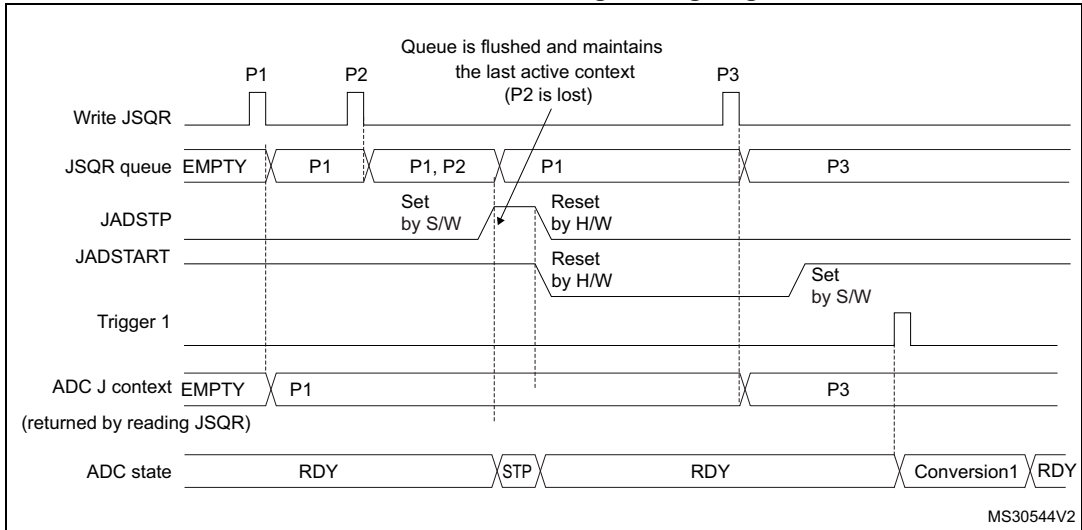 Queue is flushed and maintains
the last active context
(P2 is lost)
P1 P2 P3
Write JSQR
JSQR queue EMPTY P1 P1, P2 P1 P3
Set
by S/W
Reset
by H/W
JADSTP
JADSTART
Reset
by H/W
Set
by S/W
Trigger 1
ADC J context EMPTY P1 P3
(returned by reading JSQR)
ADC state RDY STP RDY Conversion1 RDY
MS30544V2